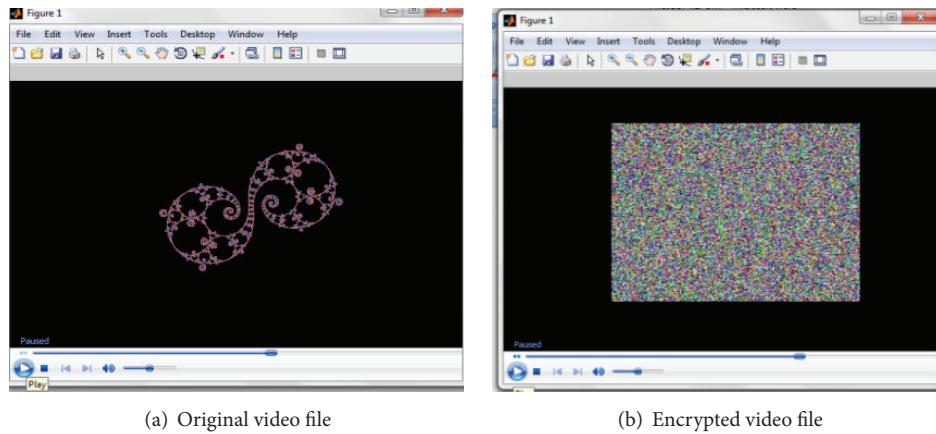 Figure 1
File Edit View Insert Tools Desktop Window Help
Paused
Play
(a) Original video file
Figure 1
File Edit View Insert Tools Desktop Window Help
Paused
(b) Encrypted video file